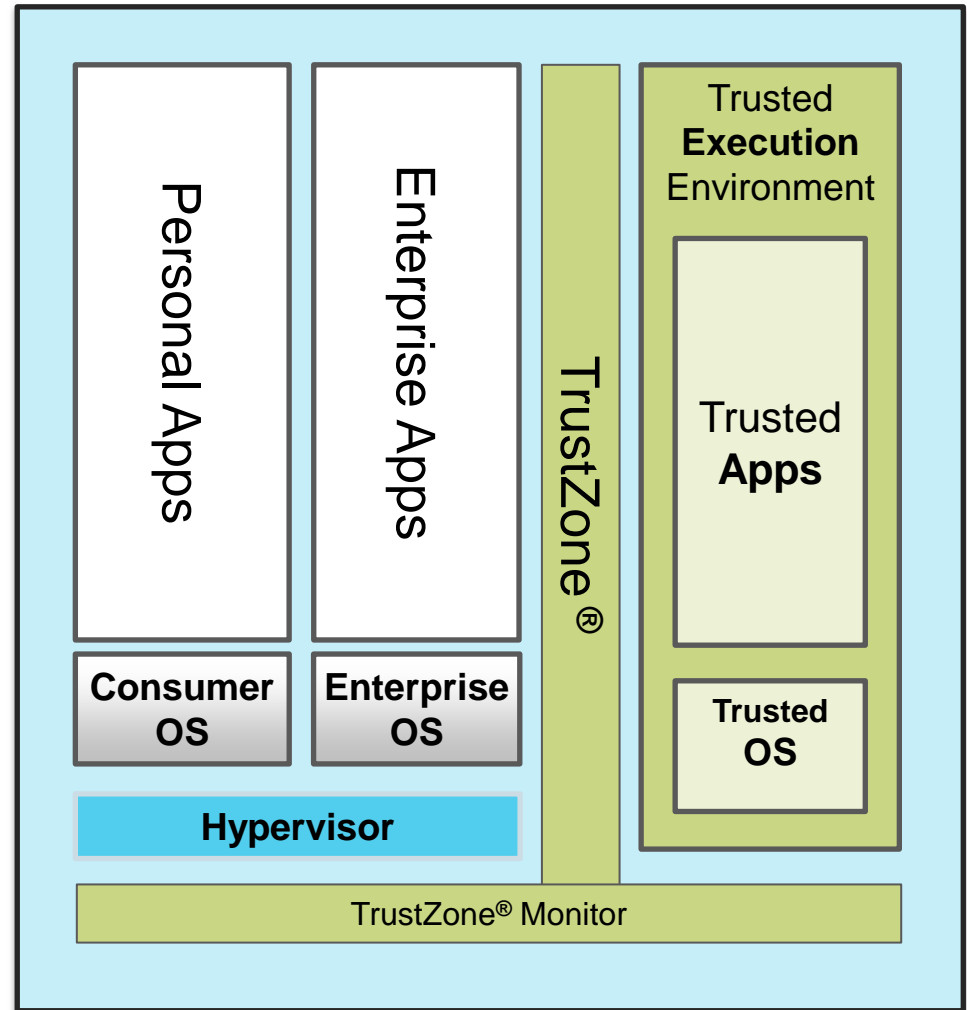 Personal Apps
Enterprise Apps
TrustZone®
Trusted
Execution
Environment
Trusted
Apps
Consumer
OS
Enterprise
OS
Trusted
OS
Hypervisor
TrustZone® Monitor